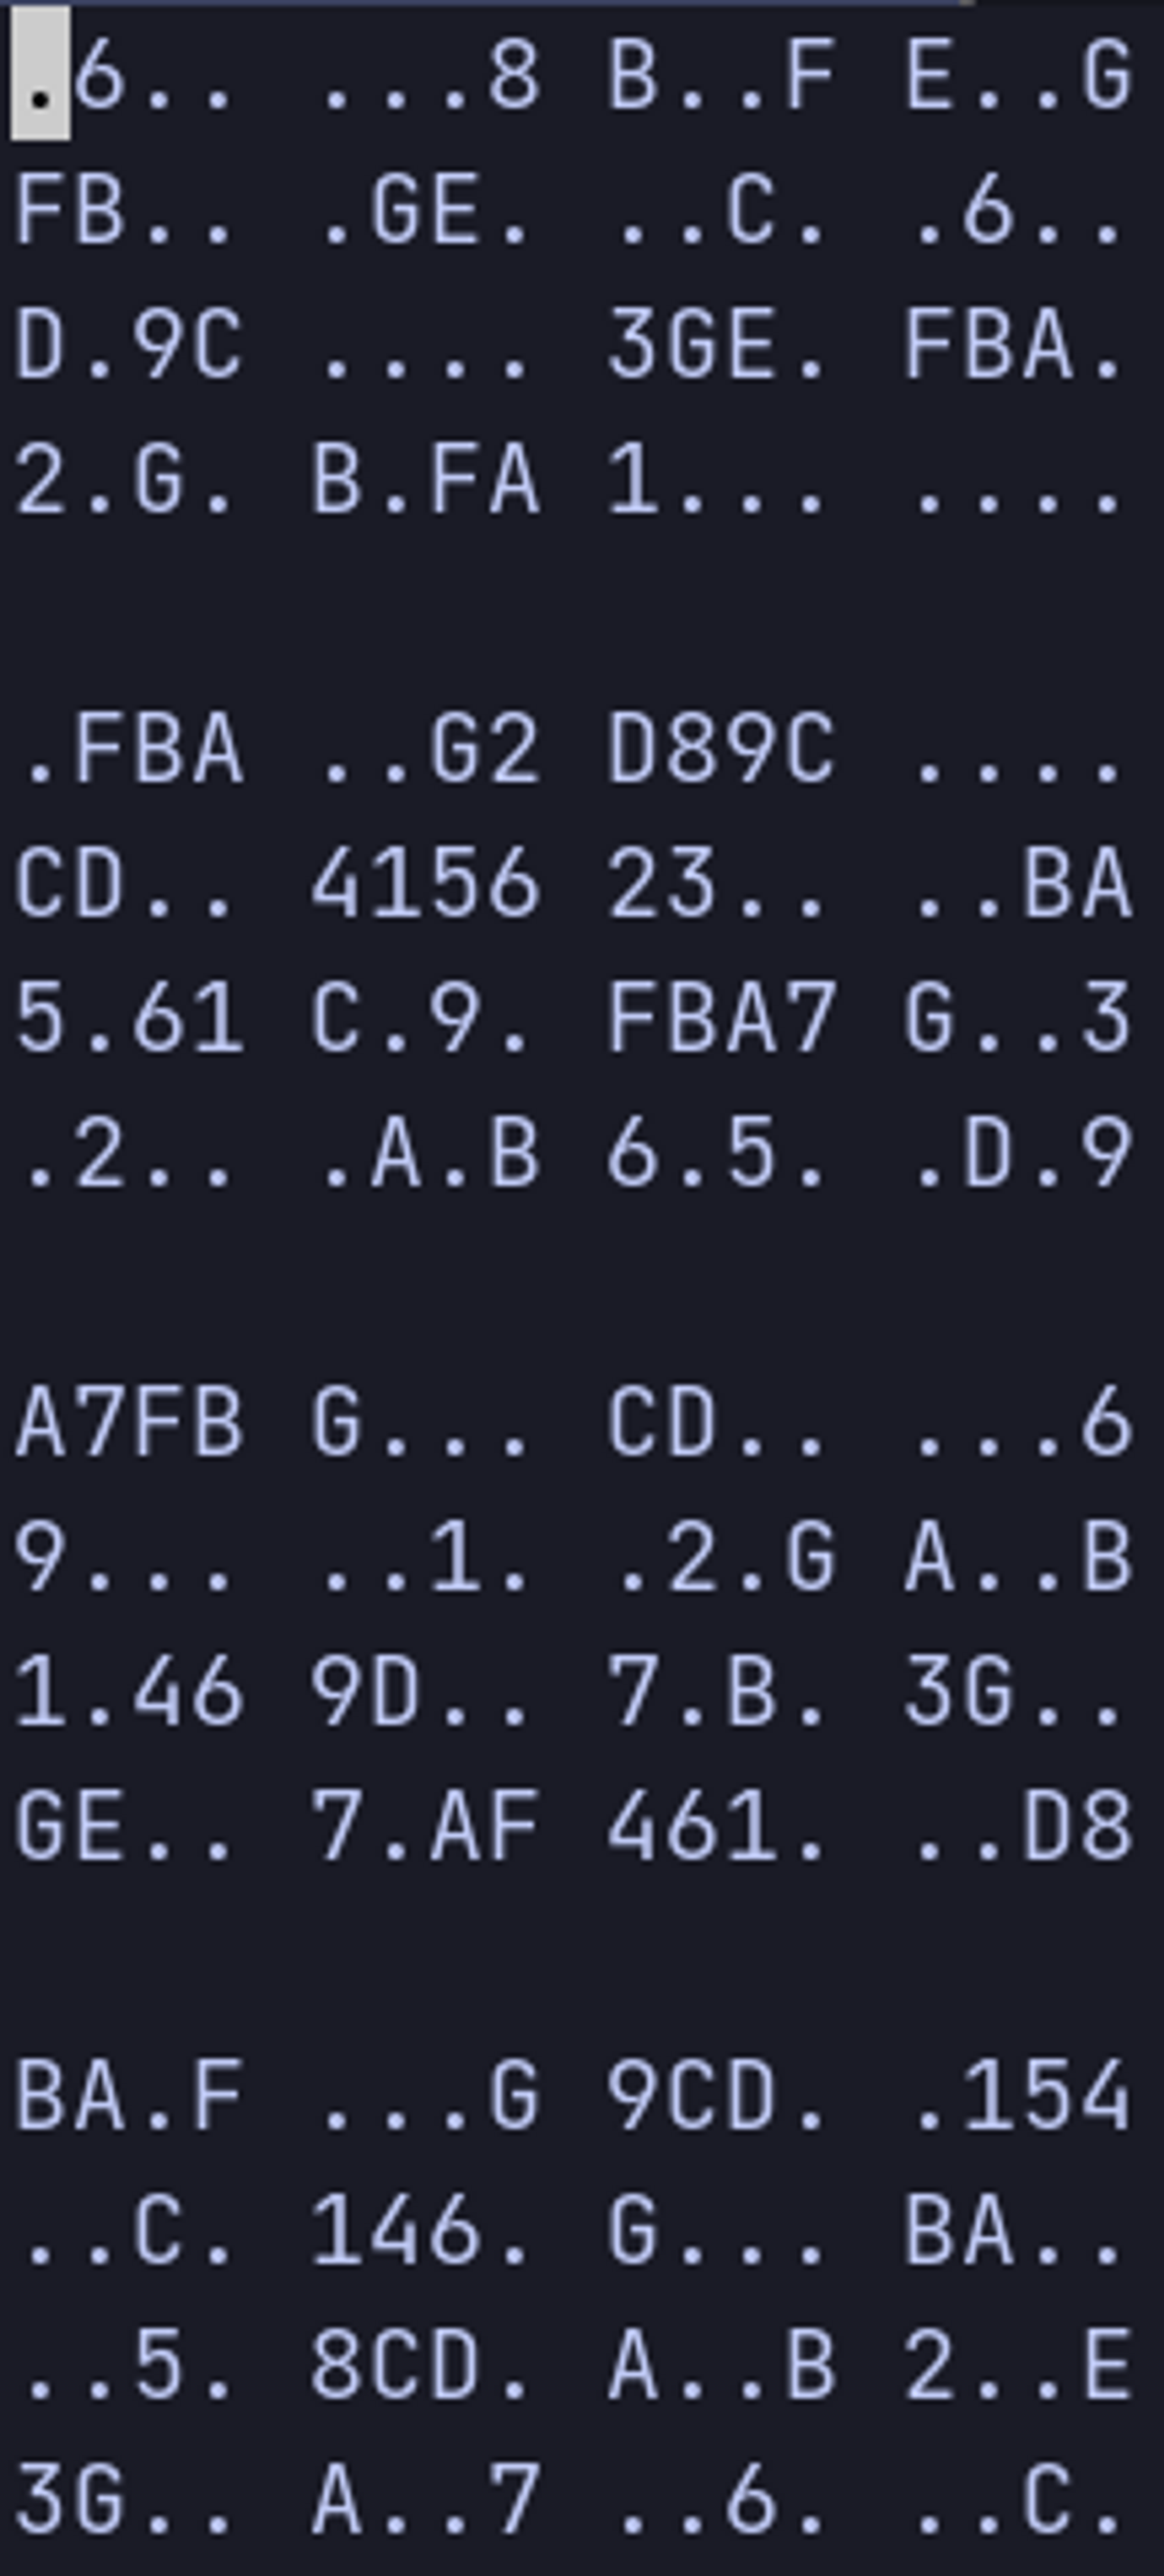 .6.. ...8 B..F E..G
FB.. .GE. ..C. .6..
D.9C .... 3GE. FBA.
2.G. B.FA 1... ....

.FBA ..G2 D89C ....
CD.. 4156 23.. ..BA
5.61 C.9. FBA7 G..3
.2.. .A.B 6.5. .D.9

A7FB G... CD.. ...6
9... ..1. .2.G A..B
1.46 9D.. 7.B. 3G..
GE.. 7.AF 461. ..D8

BA.F ...G 9CD. .154
..C. 146. G... BA..
..5. 8CD. A..B 2..E
3G.. A..7 ..6. ..C.